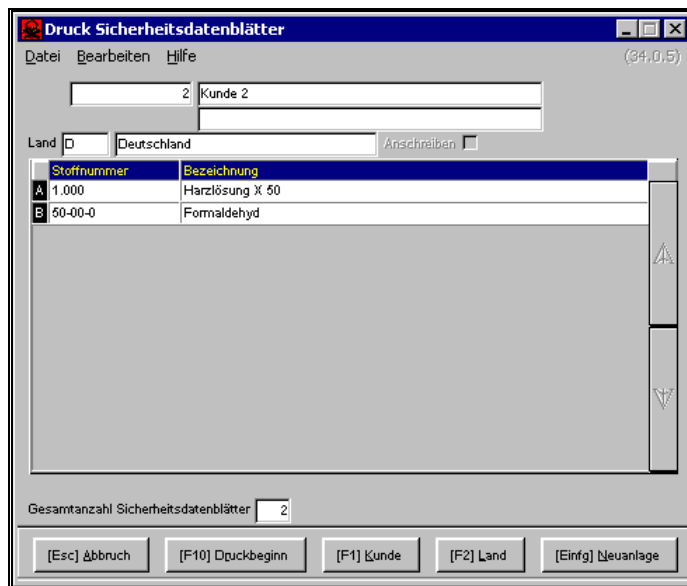 Druck Sicherheitsdatenblätter
Datei Bearbeiten Hilfe (34.0.5)
2 Kunde 2
Land D Deutschland Anschreiben
Stoffnummer Bezeichnung
A 1.000 Harzlösung X 50
B 50-00-0 Formaldehyd
Gesamtanzahl Sicherheitsdatenblätter 2
[Esc] Abbruch [F10] Druckbeginn [F1] Kunde [F2] Land [Einfg] Neuanlage